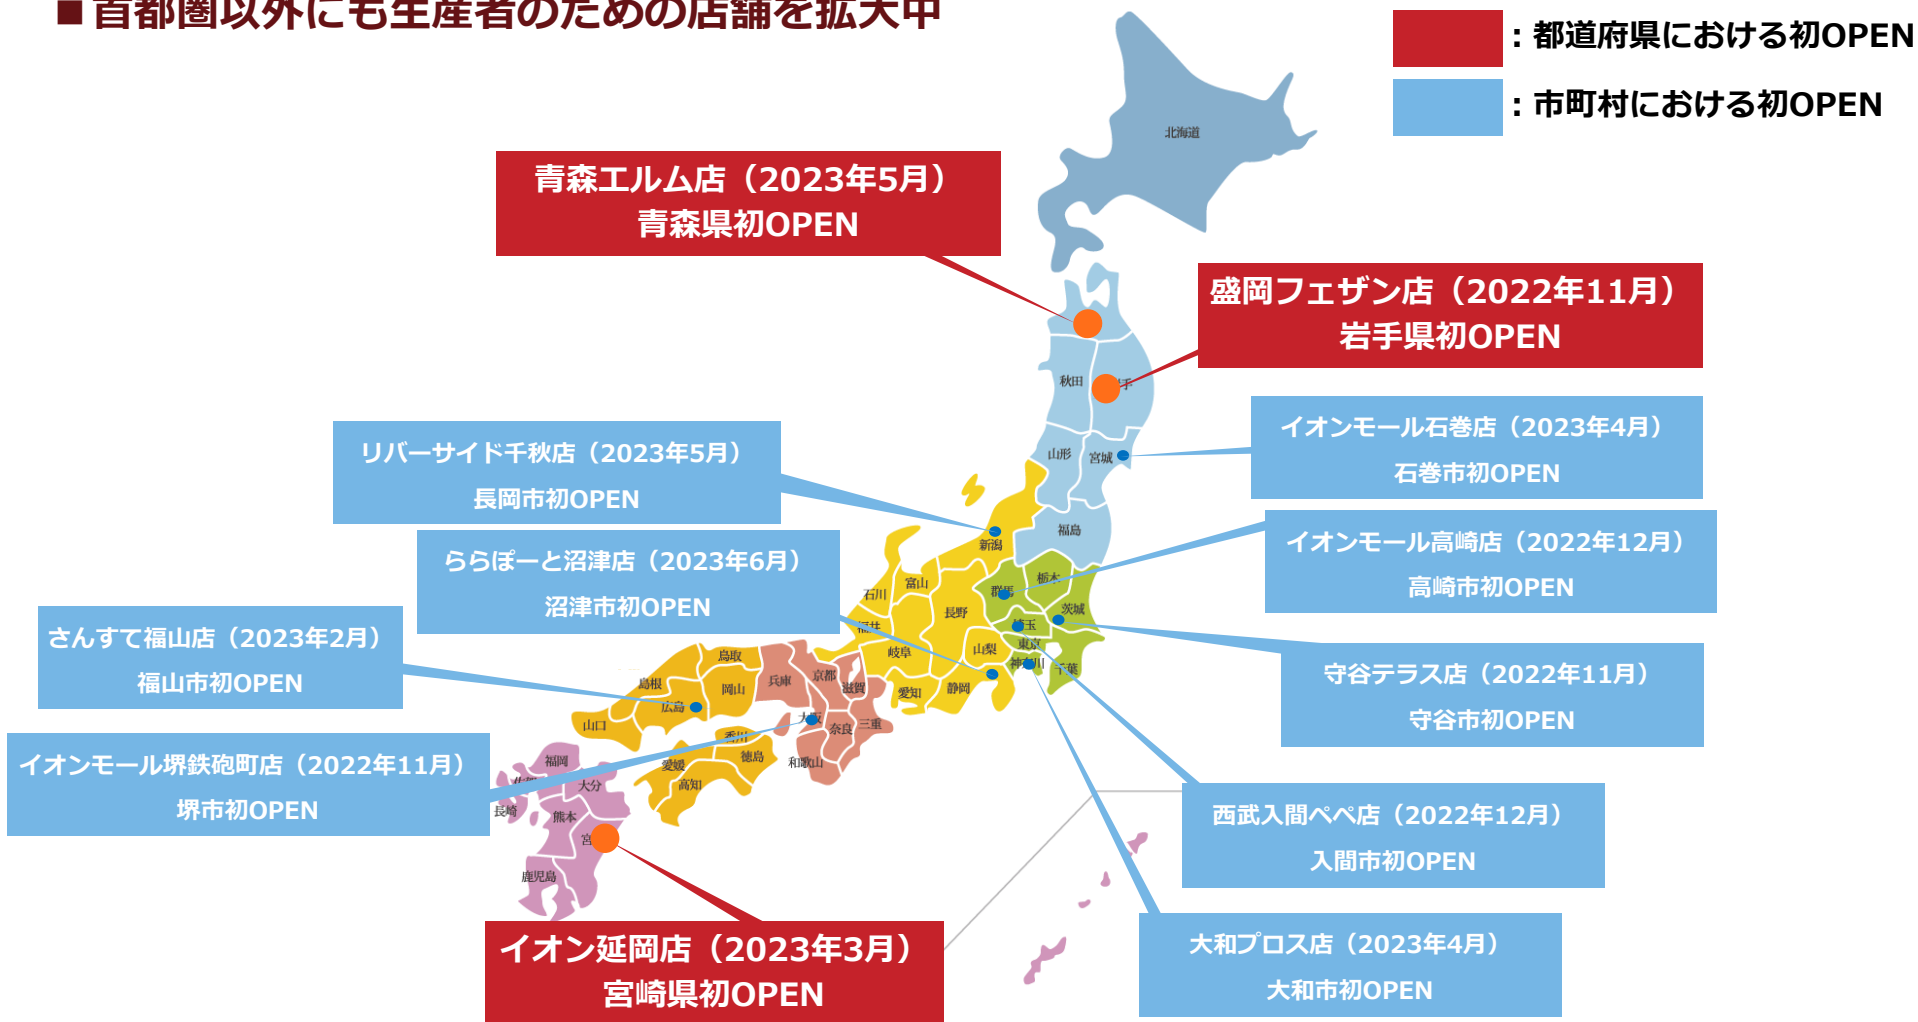 ■首都圏以外にも生産者のための店舗を拡大中
：都道府県における初OPEN
：市町村における初OPEN
北海道
青森エルム店（2023年5月）
青森県初OPEN
盛岡フェザン店（2022年11月）
岩手県初OPEN
秋田
手
イオンモール石巻店（2023年4月）
石巻市初OPEN
リバーサイド千秋店（2023年5月）
長岡市初OPEN
山形
宮城
福島
新潟
イオンモール高崎店（2022年12月）
高崎市初OPEN
ららぽーと沼津店（2023年6月）
沼津市初OPEN
石川
富山
長野
群馬
栃木
茨城
福井
岐阜
山梨
埼玉
東京
神奈川
千葉
愛知
静岡
さんすて福山店（2023年2月）
福山市初OPEN
守谷テラス店（2022年11月）
守谷市初OPEN
鳥取
島根
岡山
広島
山口
兵庫
京都
滋賀
大阪
奈良
三重
和歌山
香川
徳島
愛媛
高知
イオンモール堺鉄砲町店（2022年11月）
堺市初OPEN
福岡
大分
長崎
熊本
宮
鹿児島
西武入間ペペ店（2022年12月）
入間市初OPEN
イオン延岡店（2023年3月）
宮崎県初OPEN
大和プロス店（2023年4月）
大和市初OPEN